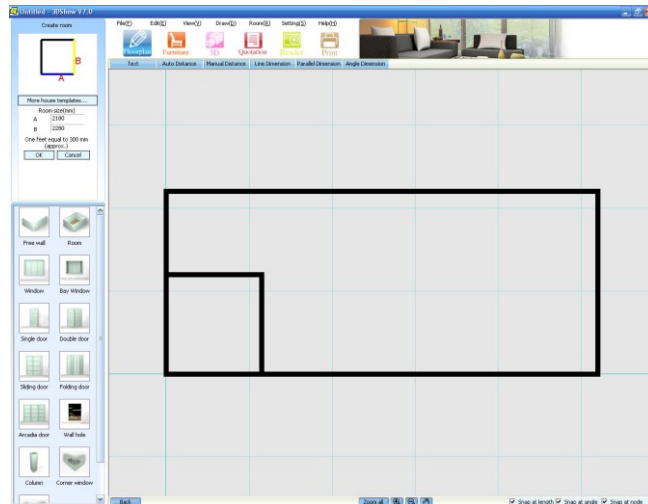 Untitled - 3DShow V7.0
Create room
B
A
More house templates...
Room size(mm)
A 2180
B 2280
One feet equal to 300 mm
(approx.)
OK Cancel
File(F) Edit(E) View(V) Draw(D) Room(R) Setting(S) Help(H)
Floorplan Furniture 3D Quotation Render Print
Text Auto Distance Manual Distance Line Dimension Parallel Dimension Angle Dimension
Free wall Room
Window Bay Window
Single door Double door
Sliding door Folding door
Arcadia door Wall hole
Column Corner window
Back Zoom all Snap at length Snap at angle Snap at node